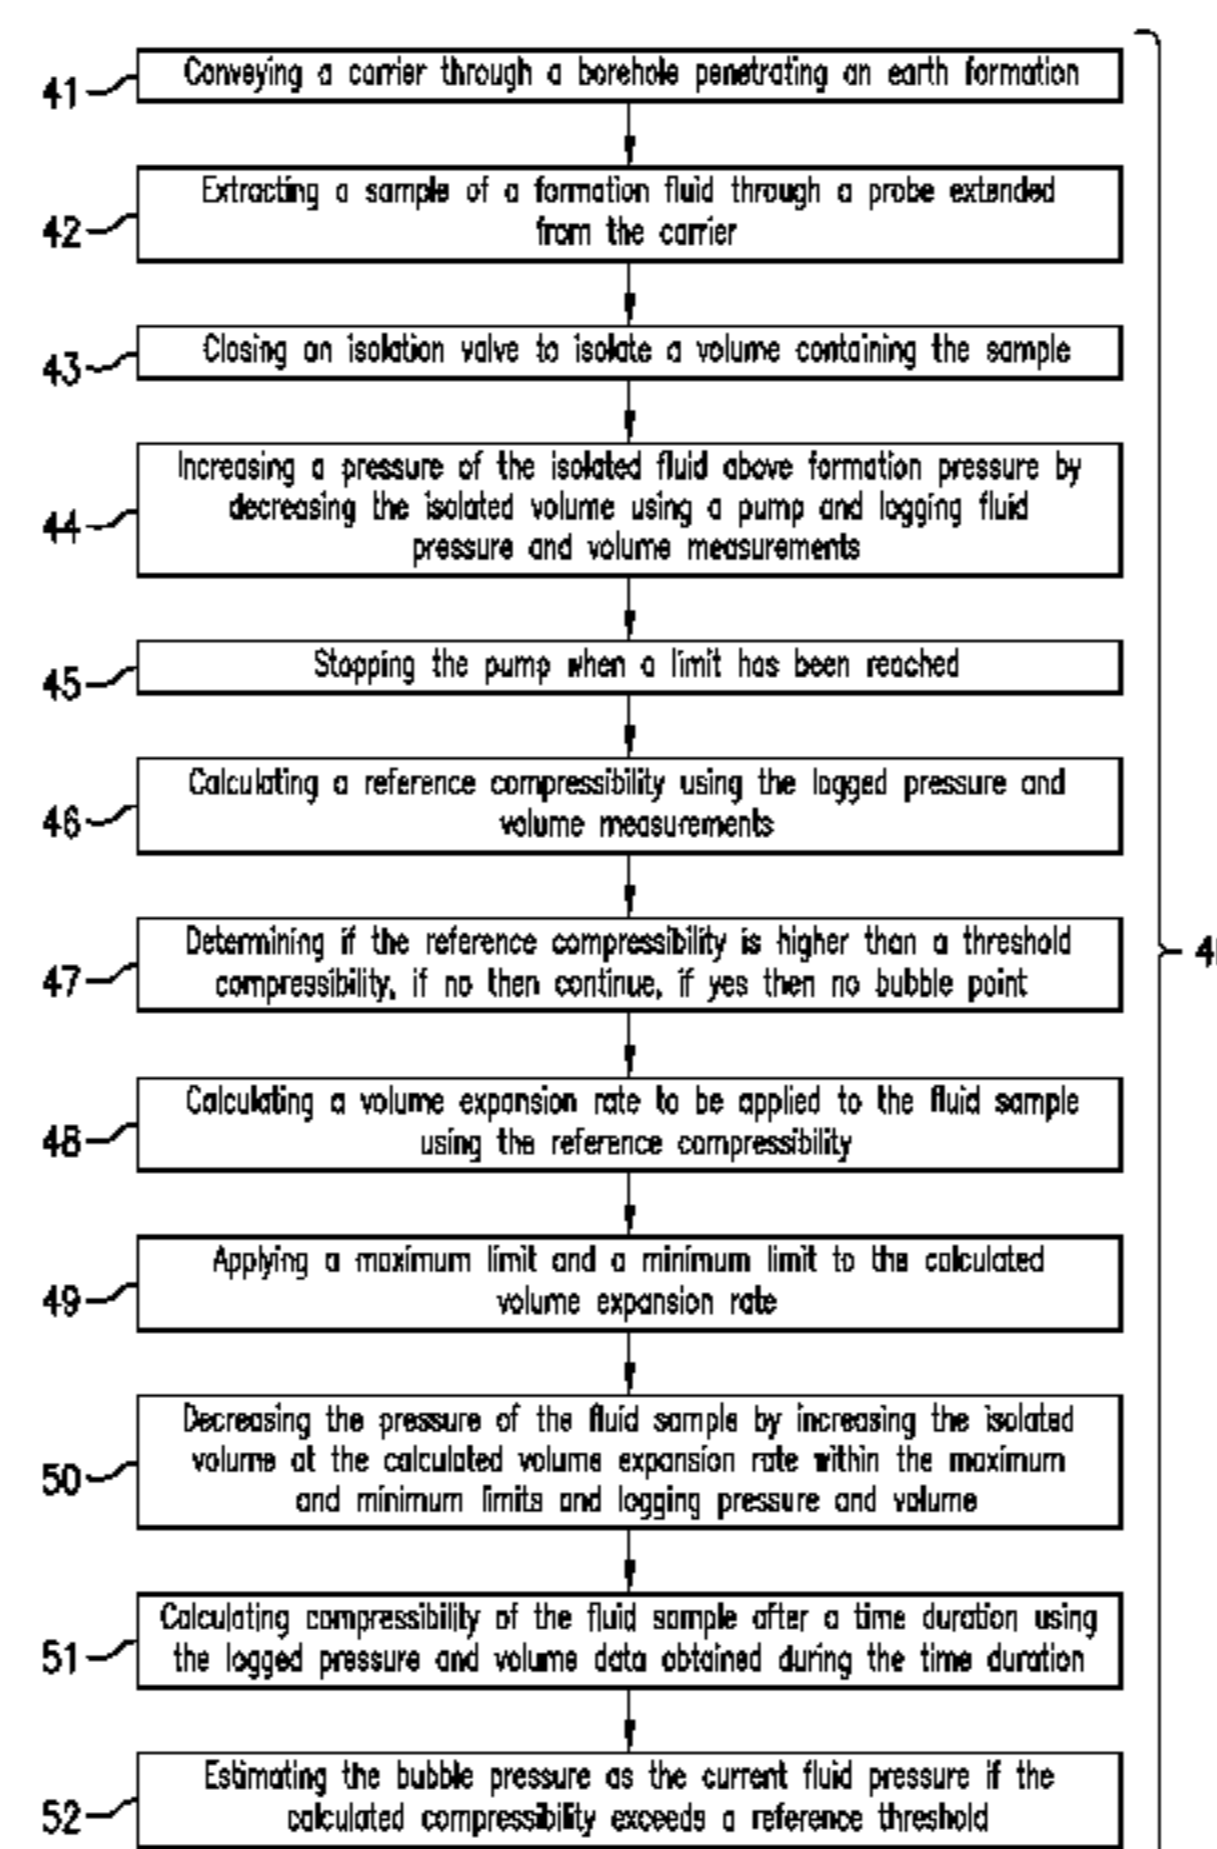 41 Conveying a carrier through a borehole penetrating an earth formation
42 Extracting a sample of a formation fluid through a probe extended
from the carrier
43 Closing an isolation valve to isolate a volume containing the sample
44 Increasing a pressure of the isolated fluid above formation pressure by
decreasing the isolated volume using a pump and logging fluid
pressure and volume measurements
45 Stopping the pump when a limit has been reached
46 Calculating a reference compressibility using the logged pressure and
volume measurements
47 Determining if the reference compressibility is higher than a threshold
compressibility, if no then continue, if yes then no bubble point
48 Calculating a volume expansion rate to be applied to the fluid sample
using the reference compressibility
49 Applying a maximum limit and a minimum limit to the calculated
volume expansion rate
50 Decreasing the pressure of the fluid sample by increasing the isolated
volume at the calculated volume expansion rate within the maximum
and minimum limits and logging pressure and volume
51 Calculating compressibility of the fluid sample after a time duration using
the logged pressure and volume data obtained during the time duration
52 Estimating the bubble pressure as the current fluid pressure if the
calculated compressibility exceeds a reference threshold